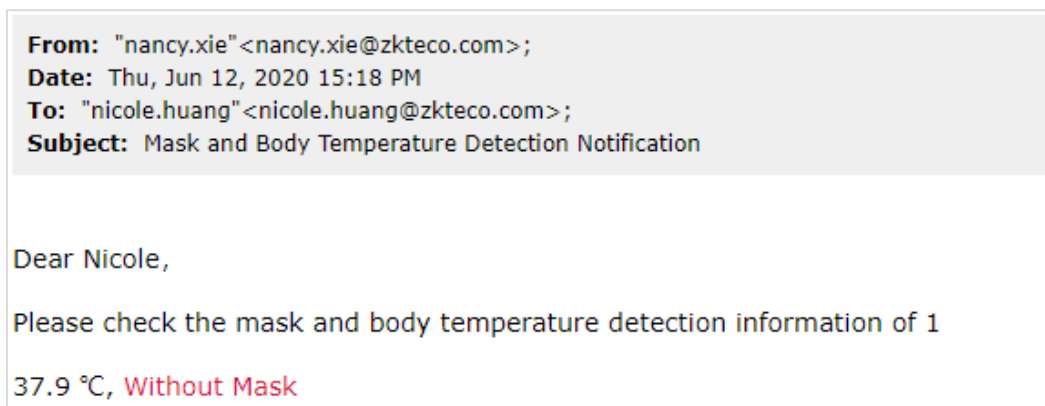 From: "nancy.xie"<nancy.xie@zkteco.com>;
Date: Thu, Jun 12, 2020 15:18 PM
To: "nicole.huang"<nicole.huang@zkteco.com>;
Subject: Mask and Body Temperature Detection Notification
Dear Nicole,
Please check the mask and body temperature detection information of 1
37.9 ℃, Without Mask